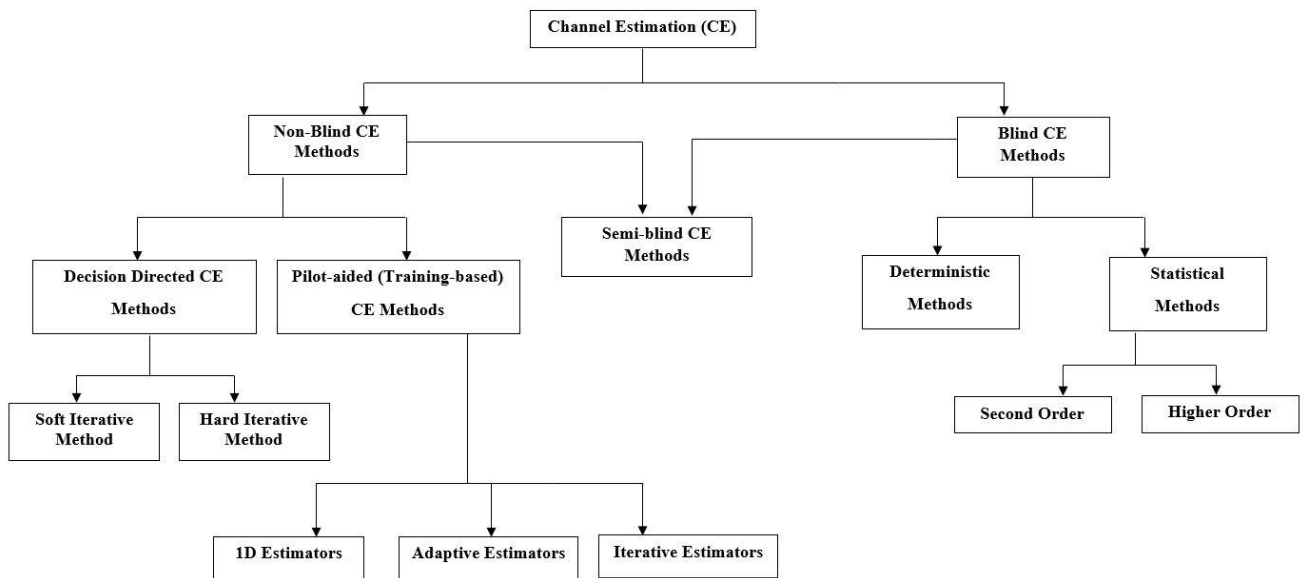 Channel Estimation (CE)
Non-Blind CE
Methods
Blind CE
Methods
Semi-blind CE
Methods
Decision Directed CE
Methods
Pilot-aided (Training-based)
CE Methods
Deterministic
Methods
Statistical
Methods
Soft Iterative
Method
Hard Iterative
Method
Second Order
Higher Order
1D Estimators
Adaptive Estimators
Iterative Estimators